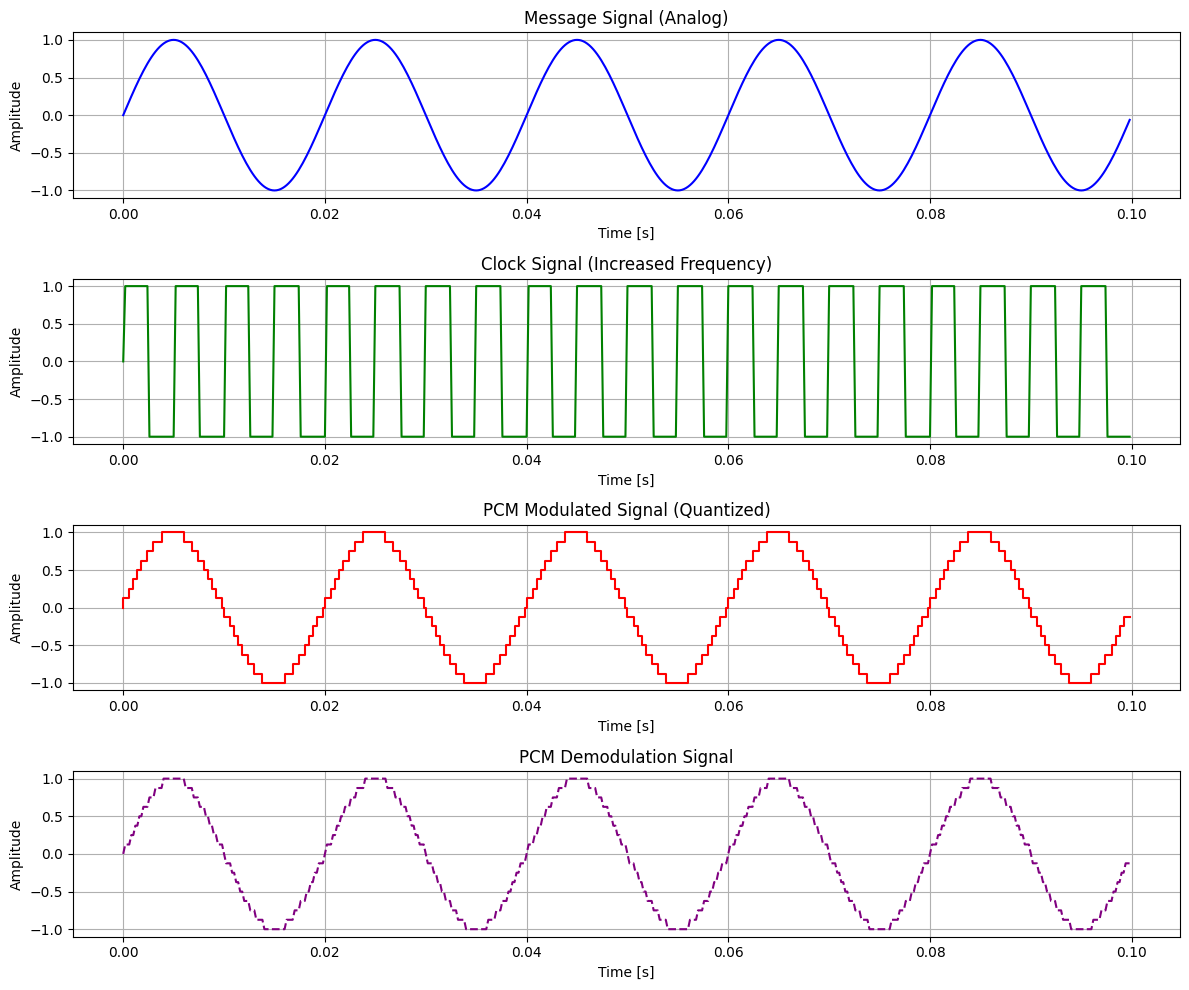 Message Signal (Analog)
1.0
0.5
0.0
−0.5
−1.0
Amplitude
0.00 0.02 0.04 0.06 0.08 0.10
Time [s]
Clock Signal (Increased Frequency)
1.0
0.5
0.0
−0.5
−1.0
Amplitude
0.00 0.02 0.04 0.06 0.08 0.10
Time [s]
PCM Modulated Signal (Quantized)
1.0
0.5
0.0
−0.5
−1.0
Amplitude
0.00 0.02 0.04 0.06 0.08 0.10
Time [s]
PCM Demodulation Signal
1.0
0.5
0.0
−0.5
−1.0
Amplitude
0.00 0.02 0.04 0.06 0.08 0.10
Time [s]